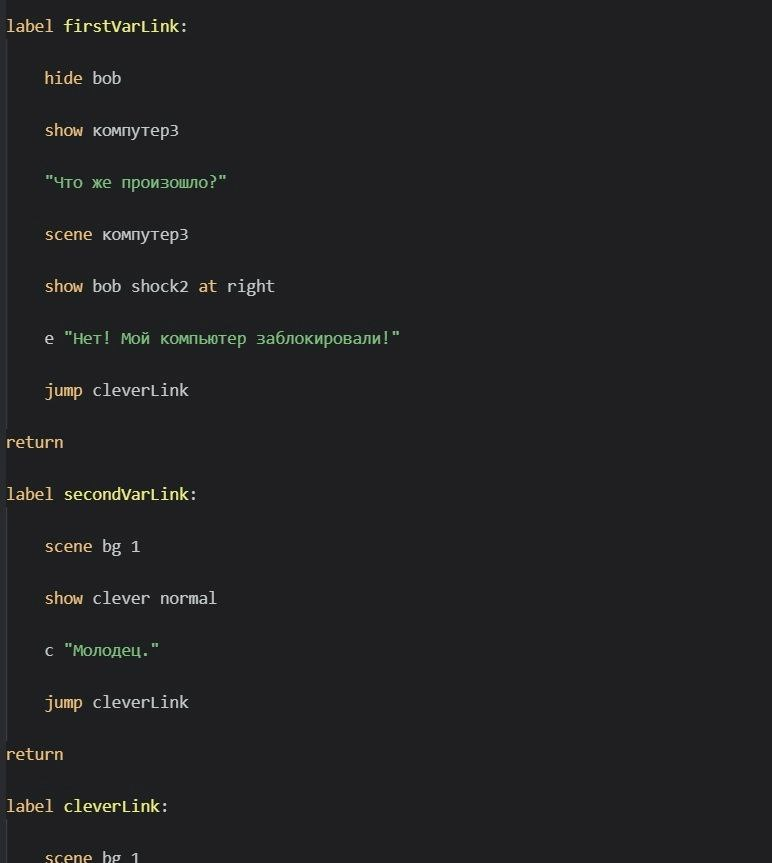 label firstVarLink:
hide bob
show компутер3
"Что же произошло?"
scene компутер3
show bob shock2 at right
e "Нет! Мой компьютер заблокировали!"
jump cleverLink
return
label secondVarLink:
scene bg 1
show clever normal
c "Молодец."
jump cleverLink
return
label cleverLink:
scene bg 1